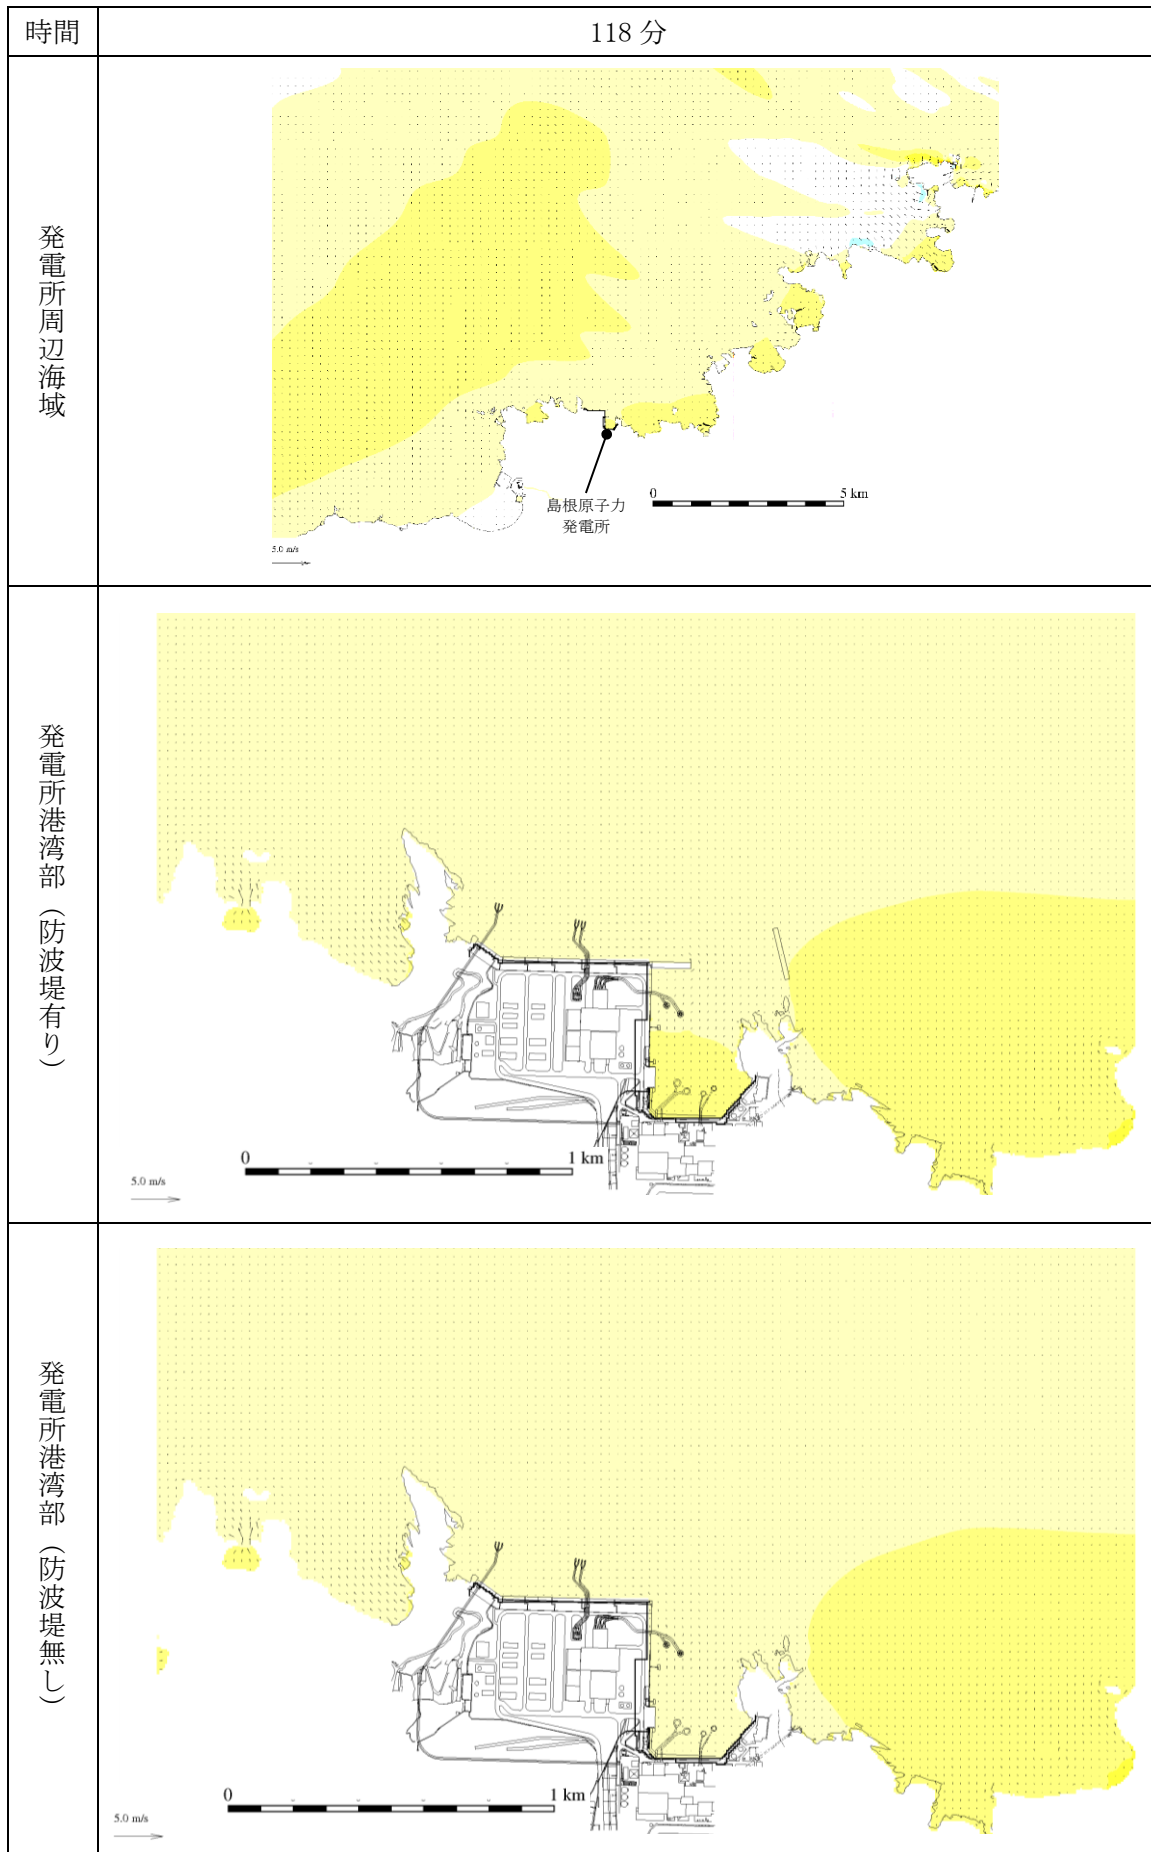 時間
118 分
発電所周辺海域
島根原子力
発電所
0
5 km
5.0 m/s
発電所港湾部（防波堤有り）
0
1 km
5.0 m/s
発電所港湾部（防波堤無し）
0
1 km
5.0 m/s